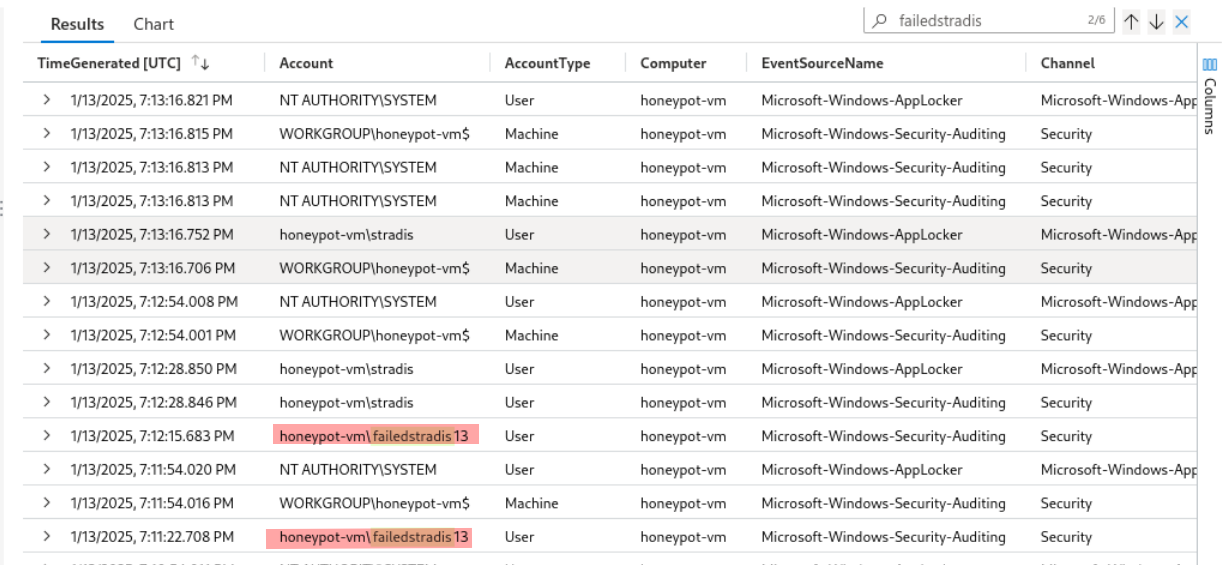 Results Chart failedstradis 2/6
TimeGenerated [UTC] Account AccountType Computer EventSourceName Channel
Columns
1/13/2025, 7:13:16.821 PM NT AUTHORITY\SYSTEM User honeypot-vm Microsoft-Windows-AppLocker Microsoft-Windows-App
1/13/2025, 7:13:16.815 PM WORKGROUP\honeypot-vm$ Machine honeypot-vm Microsoft-Windows-Security-Auditing Security
1/13/2025, 7:13:16.813 PM NT AUTHORITY\SYSTEM Machine honeypot-vm Microsoft-Windows-Security-Auditing Security
1/13/2025, 7:13:16.813 PM NT AUTHORITY\SYSTEM Machine honeypot-vm Microsoft-Windows-Security-Auditing Security
1/13/2025, 7:13:16.752 PM honeypot-vm\stradis User honeypot-vm Microsoft-Windows-AppLocker Microsoft-Windows-App
1/13/2025, 7:13:16.706 PM WORKGROUP\honeypot-vm$ Machine honeypot-vm Microsoft-Windows-Security-Auditing Security
1/13/2025, 7:12:54.008 PM NT AUTHORITY\SYSTEM User honeypot-vm Microsoft-Windows-AppLocker Microsoft-Windows-App
1/13/2025, 7:12:54.001 PM WORKGROUP\honeypot-vm$ Machine honeypot-vm Microsoft-Windows-Security-Auditing Security
1/13/2025, 7:12:28.850 PM honeypot-vm\stradis User honeypot-vm Microsoft-Windows-AppLocker Microsoft-Windows-App
1/13/2025, 7:12:28.846 PM honeypot-vm\stradis User honeypot-vm Microsoft-Windows-Security-Auditing Security
1/13/2025, 7:12:15.683 PM honeypot-vm\failedstradis13 User honeypot-vm Microsoft-Windows-Security-Auditing Security
1/13/2025, 7:11:54.020 PM NT AUTHORITY\SYSTEM User honeypot-vm Microsoft-Windows-AppLocker Microsoft-Windows-App
1/13/2025, 7:11:54.016 PM WORKGROUP\honeypot-vm$ Machine honeypot-vm Microsoft-Windows-Security-Auditing Security
1/13/2025, 7:11:22.708 PM honeypot-vm\failedstradis13 User honeypot-vm Microsoft-Windows-Security-Auditing Security